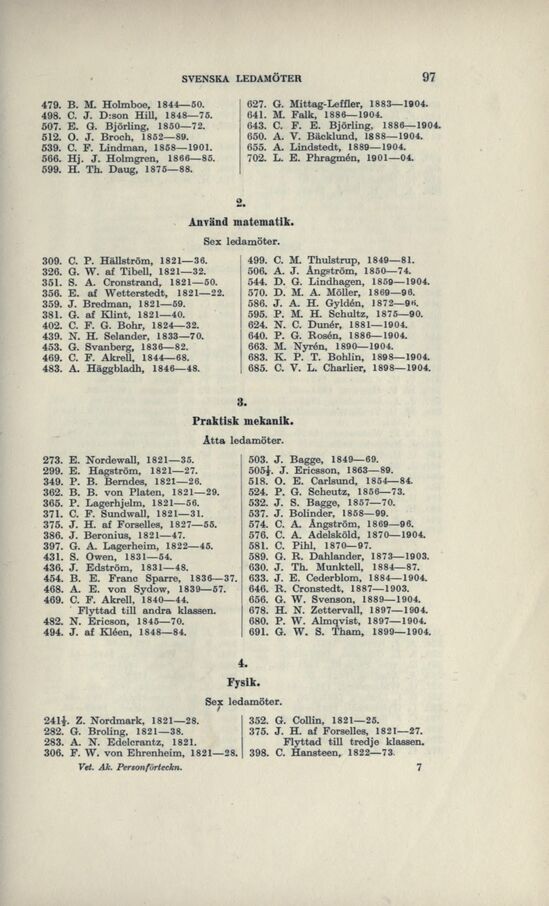 SVENSKA LEDAMÖTER 97
479. B. M. Holmboe, 1844—50.
498. C. J. D:son Hill, 1848—75.
507. E. G. Björling, 1850—72.
512. O. J. Broch, 1852—89.
539. C. F. Lindman, 1858—1901.
566. Hj. J. Holmgren, 1866—85.
599. H. Th. Daug, 1875—88.
627. G. Mittag-Leffler, 1883—1904.
641. M. Falk, 1886—1904.
643. C. F. E. Björling, 1886—1904.
650. A. V. Bäcklund, 1888—1904.
655. A. Lindstedt, 1889—1904.
702. L. E. Phragmén, 1901—04.
2.
Använd matematik.
Sex ledamöter.
309. C. P. Hällström, 1821—36.
326. G. W. af Tibell, 1821—32.
351. S. A. Cronstrand, 1821—50.
356. E. af Wetterstedt, 1821—22.
359. J. Bredman, 1821—59.
381. G. af Klint, 1821—40.
402. C. F. G. Bohr, 1824—32.
439. N. H. Selander, 1833—70.
453. G. Svanberg, 1836—82.
469. C. F. Akrell, 1844—68.
483. A. Häggbladh, 1846—48.
499. C. M. Thulstrup, 1849—81.
506. A. J. Ångström, 1850—74.
544. D. G. Lindhagen, 1859—1904.
570. D. M. A. Möller, 1869—96.
586. J. A. H. Gyldén, 1872—96.
595. P. M. H. Schultz, 1875—90.
624. N. C. Dunér, 1881—1904.
640. P. G. Rosén, 1886—1904.
663. M. Nyrén, 1890—1904.
683. K. P. T. Bohlin, 1898—1904.
685. C. V. L. Charlier, 1898—1904.
3.
Praktisk mekanik.
Åtta ledamöter.
273. E. Nordewall, 1821—35.
299. E. Hagström, 1821—27.
349. P. B. Berndes, 1821—26.
362. B. B. von Platen, 1821—29.
365. P. Lagerhjelm, 1821—56.
371. C. F. Sundwall, 1821—31.
375. J. H. af Forselles, 1827—55.
386. J. Beronius, 1821—47.
397. G. A. Lagerheim, 1822—45.
431. S. Owen, 1831—54.
436. J. Edström, 1831—48.
454. B. E. Franc Sparre, 1836—37.
468. A. E. von Sydow, 1839—57.
469. C. F. Akrell, 1840—44.
Flyttad till andra klassen.
482. N. Ericson, 1845—70.
494. J. af Kléen, 1848—84.
503. J. Bagge, 1849—69.
505½. J. Ericsson, 1863—89.
518. O. E. Carlsund, 1854—84.
524. P. G. Scheutz, 1856—73.
532. J. S. Bagge, 1857—70.
537. J. Bolinder, 1858—99.
574. C. A. Ångström, 1869—96.
576. C. A. Adelsköld, 1870—1904.
581. C. Pihl, 1870—97.
589. G. R. Dahlander, 1873—1903.
630. J. Th. Munktell, 1884—87.
633. J. E. Cederblom, 1884—1904.
646. R. Cronstedt, 1887—1903.
656. G. W. Svenson, 1889—1904.
678. H. N. Zettervall, 1897—1904.
680. P. W. Almqvist, 1897—1904.
691. G. W. S. Tham, 1899—1904.
4.
Fysik.
Sex ledamöter.
241½. Z. Nordmark, 1821—28.
282. G. Broling, 1821—38.
283. A. N. Edelcrantz, 1821.
306. F. W. von Ehrenheim, 1821—28.
352. G. Collin, 1821—25.
375. J. H. af Forselles, 1821—27.
Flyttad till tredje klassen.
398. C. Hansteen, 1822—73.
Vet. Ak. Personförteckn. 7